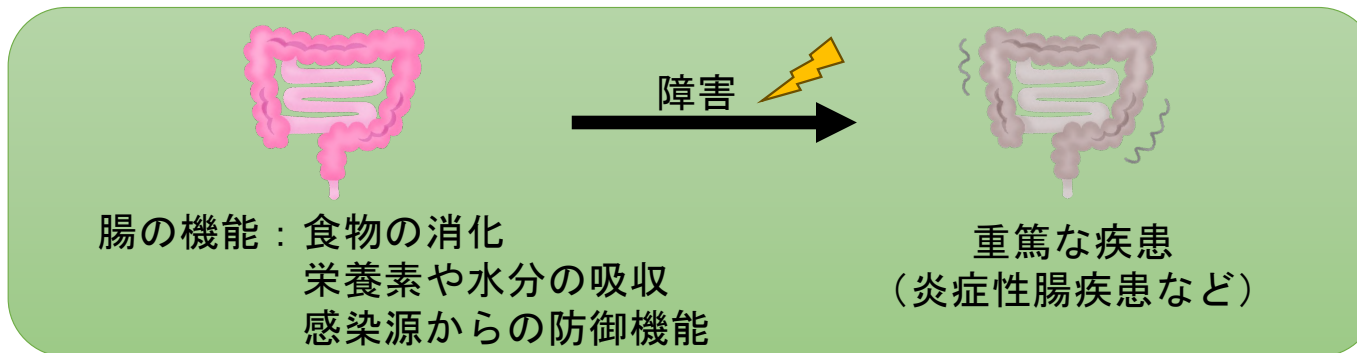 障害
腸の機能：食物の消化
栄養素や水分の吸収
感染源からの防御機能
重篤な疾患
（炎症性腸疾患など）